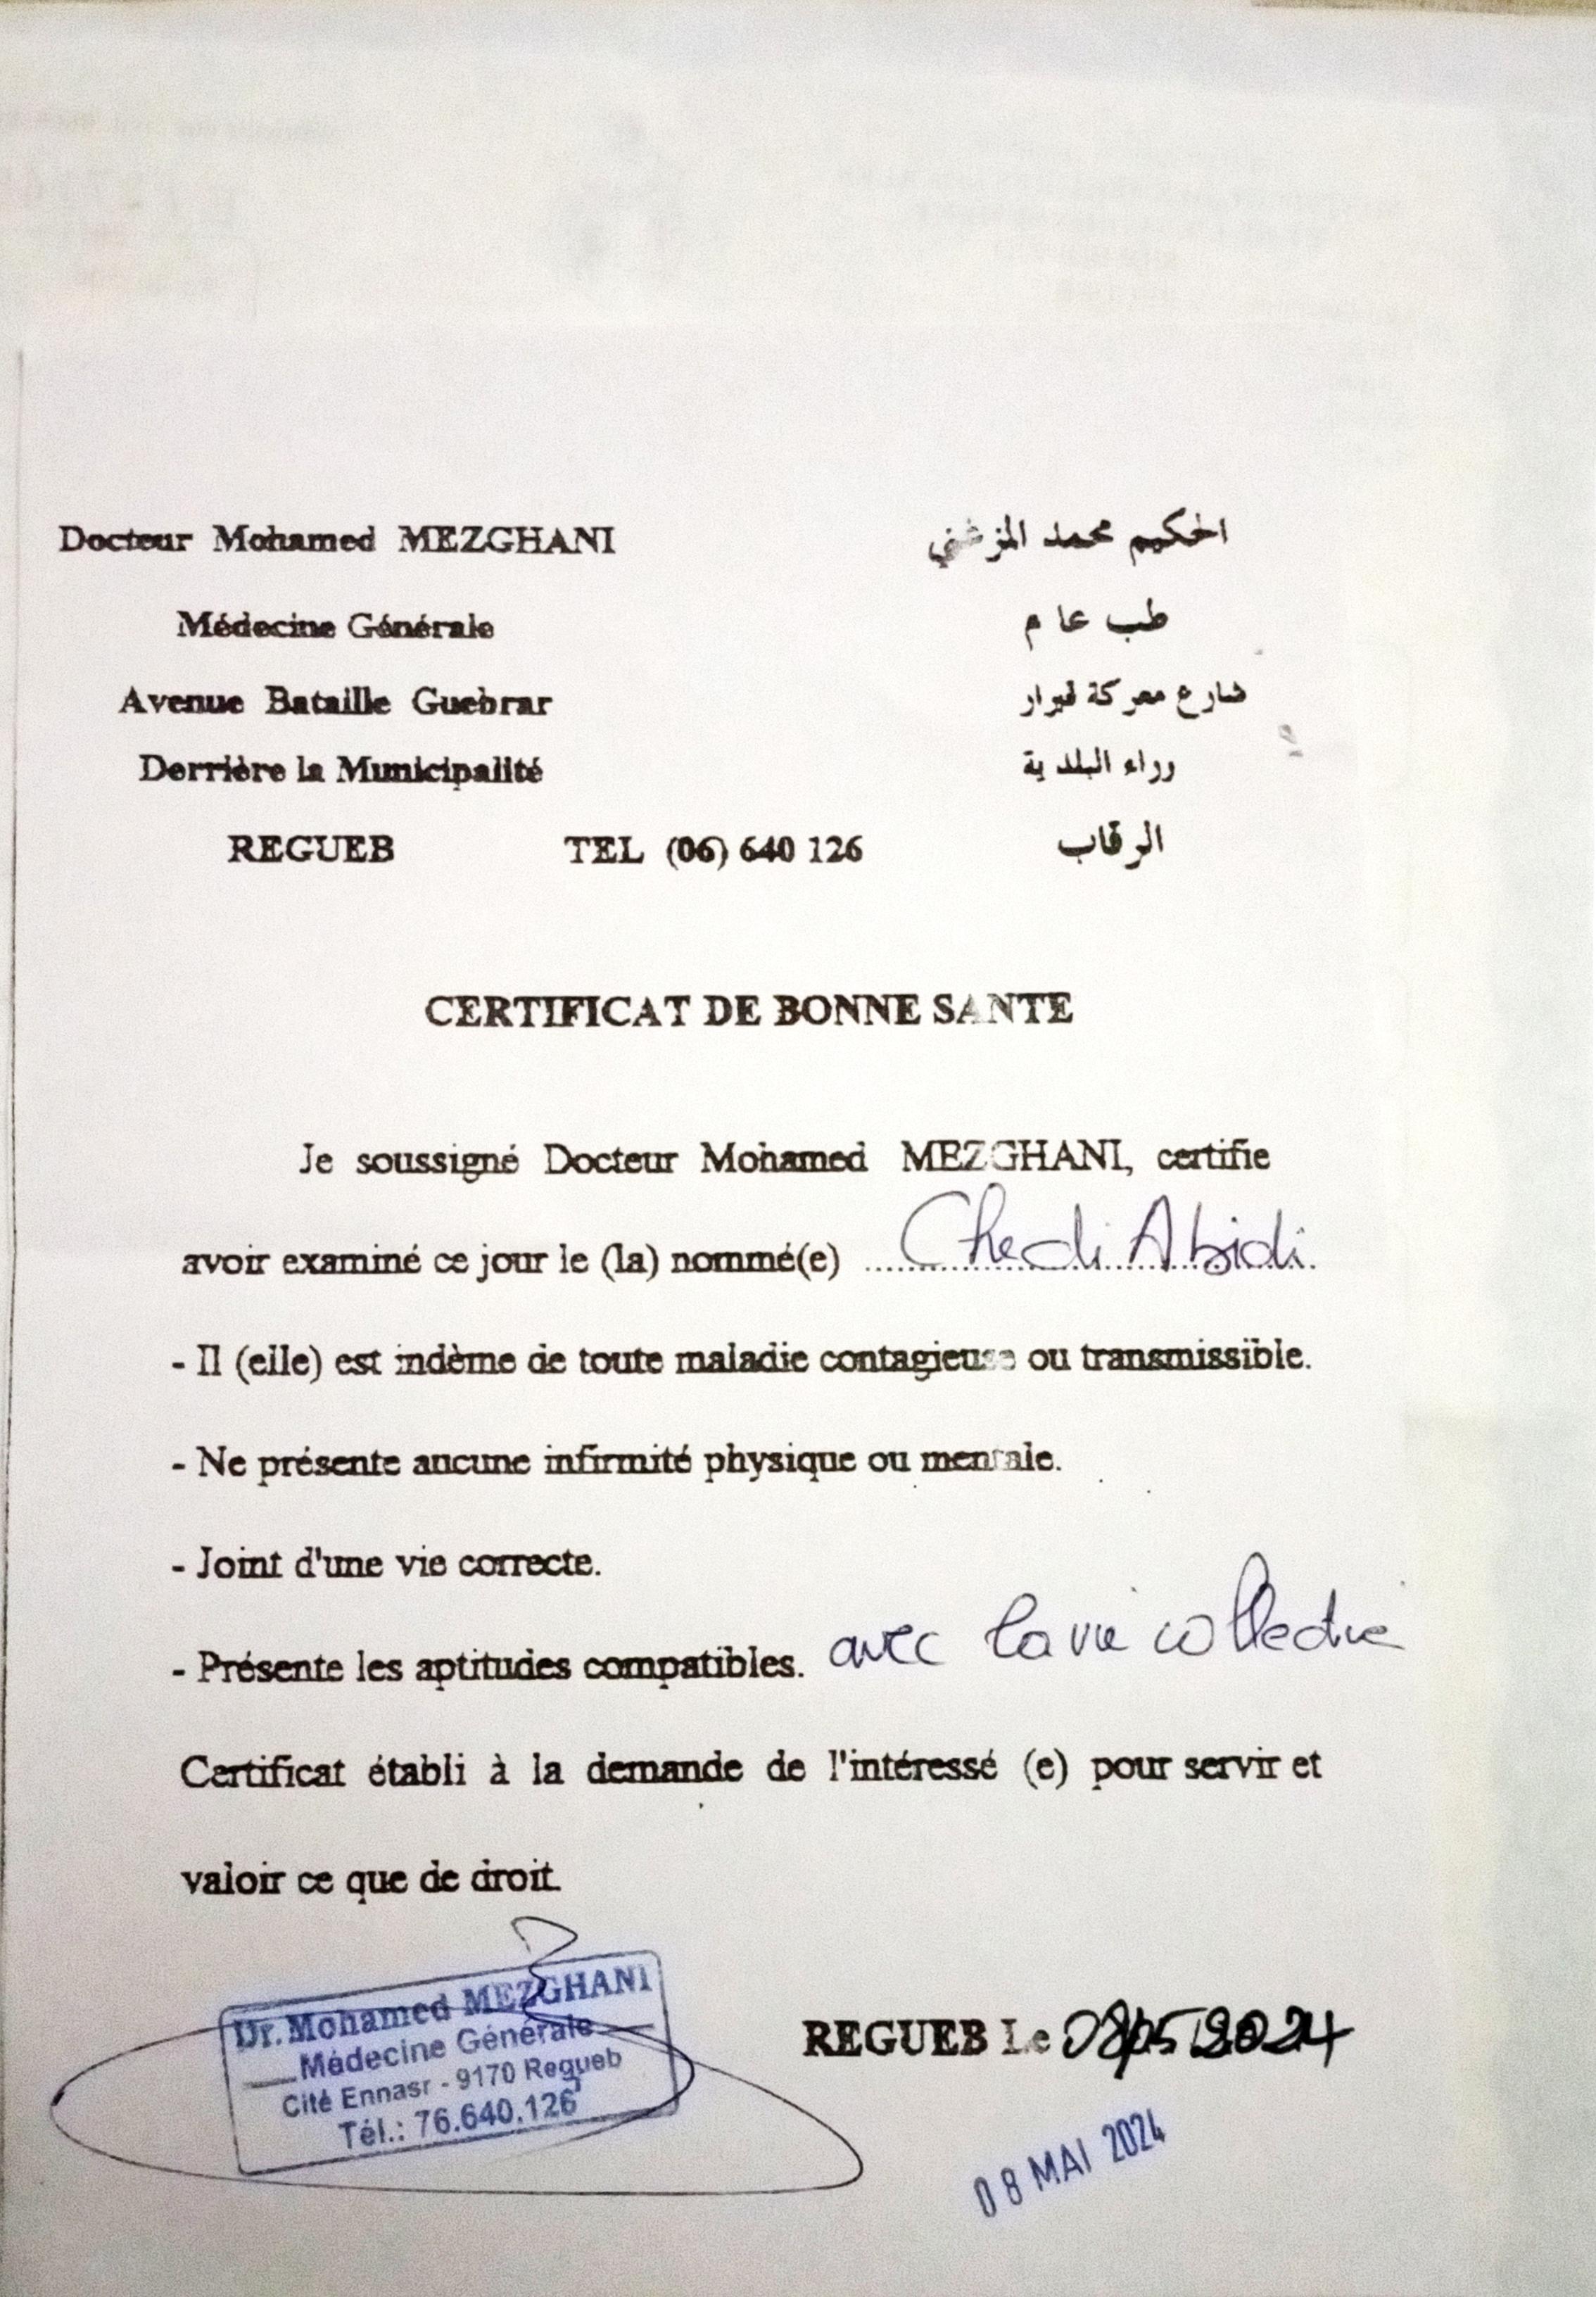 Docteur Mohamed MEZGHANI
الحكيم محمد المزغني
Médecine Générale
طب عام
Avenue Bataille Guebrar
شارع معركة قبرار
Derrière la Municipalité
وراء البلدية
REGUEB TEL (06) 640 126
الرقاب
CERTIFICAT DE BONNE SANTE
Je soussigné Docteur Mohamed MEZGHANI, certifie
avoir examiné ce jour le (la) nommé(e) Chedi Abidi
- Il (elle) est indème de toute maladie contagieuse ou transmissible.
- Ne présente aucune infirmité physique ou mentale.
- Joint d'une vie correcte.
- Présente les aptitudes compatibles. avec la vie collective
Certificat établi à la demande de l'intéressé (e) pour servir et
valoir ce que de droit.
Dr. Mohamed MEZGHANI
Médecine Générale
Cité Ennasr - 9170 Regueb
Tél.: 76.640.126
REGUEB Le 08/05/2024
08 MAI 2024